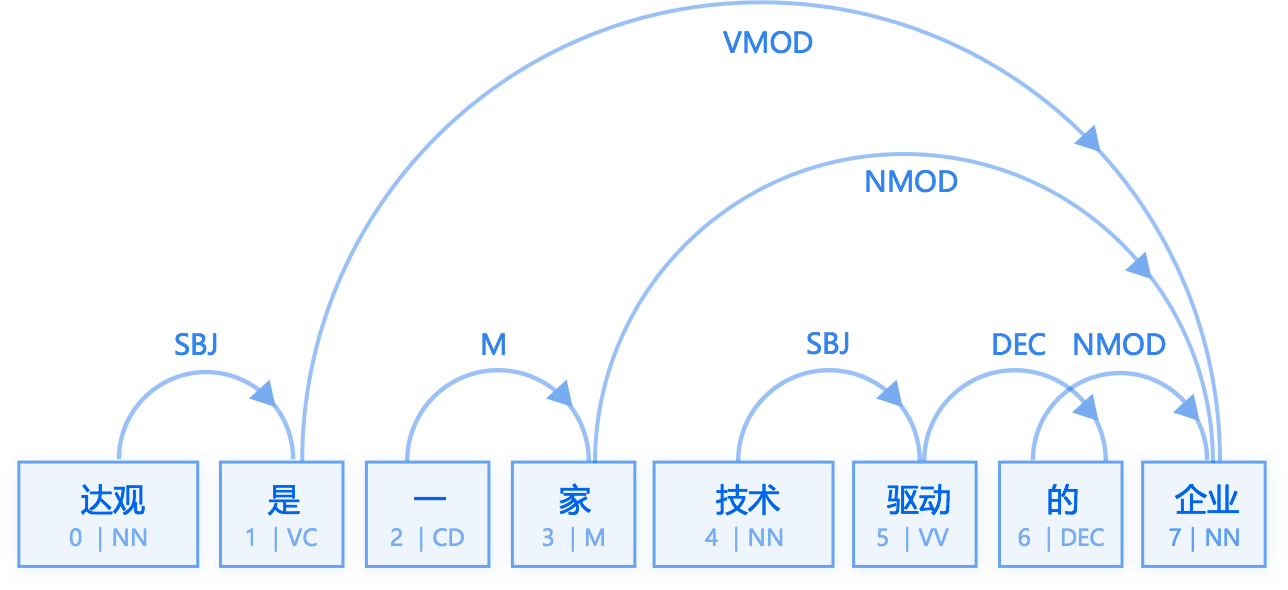 VMOD
NMOD
SBJ M SBJ DEC NMOD
达观 是 一 家 技术 驱动 的 企业
0 | NN 1 | VC 2 | CD 3 | M 4 | NN 5 | VV 6 | DEC 7 | NN